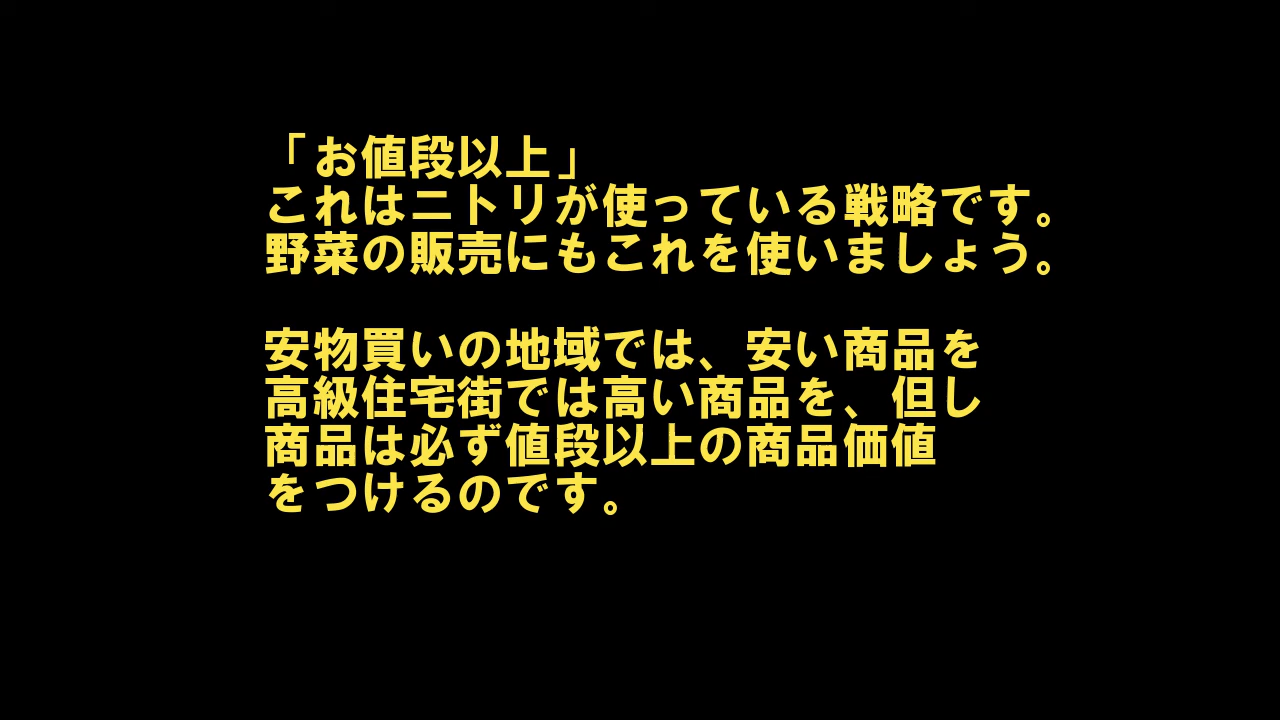 「お値段以上」
これはニトリが使っている戦略です。
野菜の販売にもこれを使いましょう。
安物買いの地域では、安い商品を
高級住宅街では高い商品を、但し
商品は必ず値段以上の商品価値
をつけるのです。